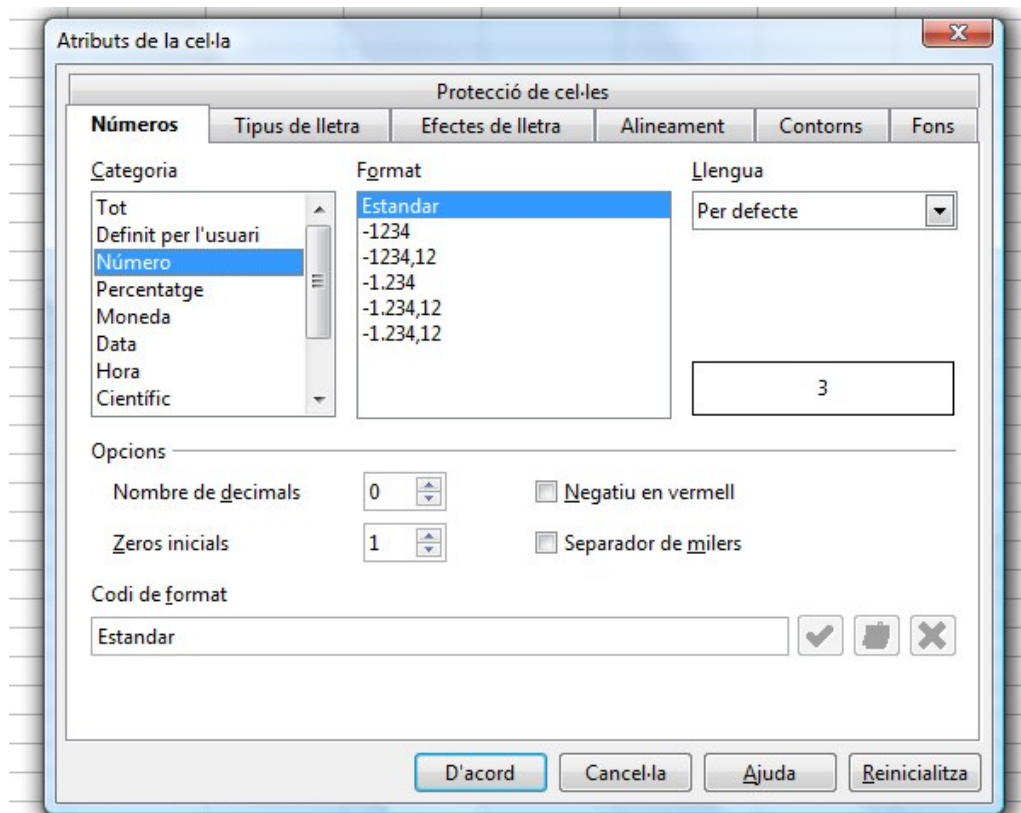 Atributs de la cel·la
Protecció de cel·les
Números Tipus de lletra Efectes de lletra Alineament Contorns Fons
Categoria
Tot
Definit per l'usuari
Número
Percentatge
Moneda
Data
Hora
Científic
Format
Estandar
-1234
-1234,12
-1.234
-1.234,12
-1.234,12
Llengua
Per defecte
3
Opcions
Nombre de decimals 0 Negatiu en vermell
Zeros inicials 1 Separador de milers
Codi de format
Estandar
D'acord Cancel·la Ajuda Reinicialitza